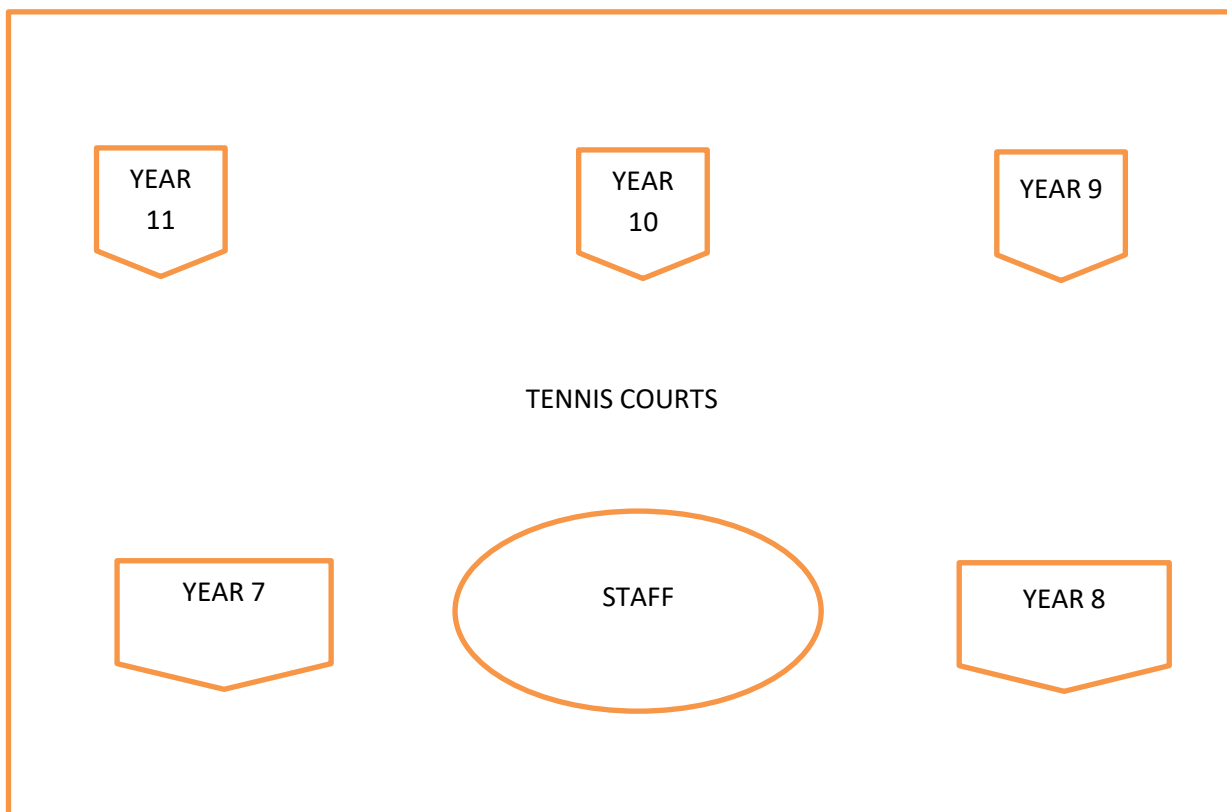 YEAR
11
YEAR
10
YEAR 9
TENNIS COURTS
YEAR 7
STAFF
YEAR 8